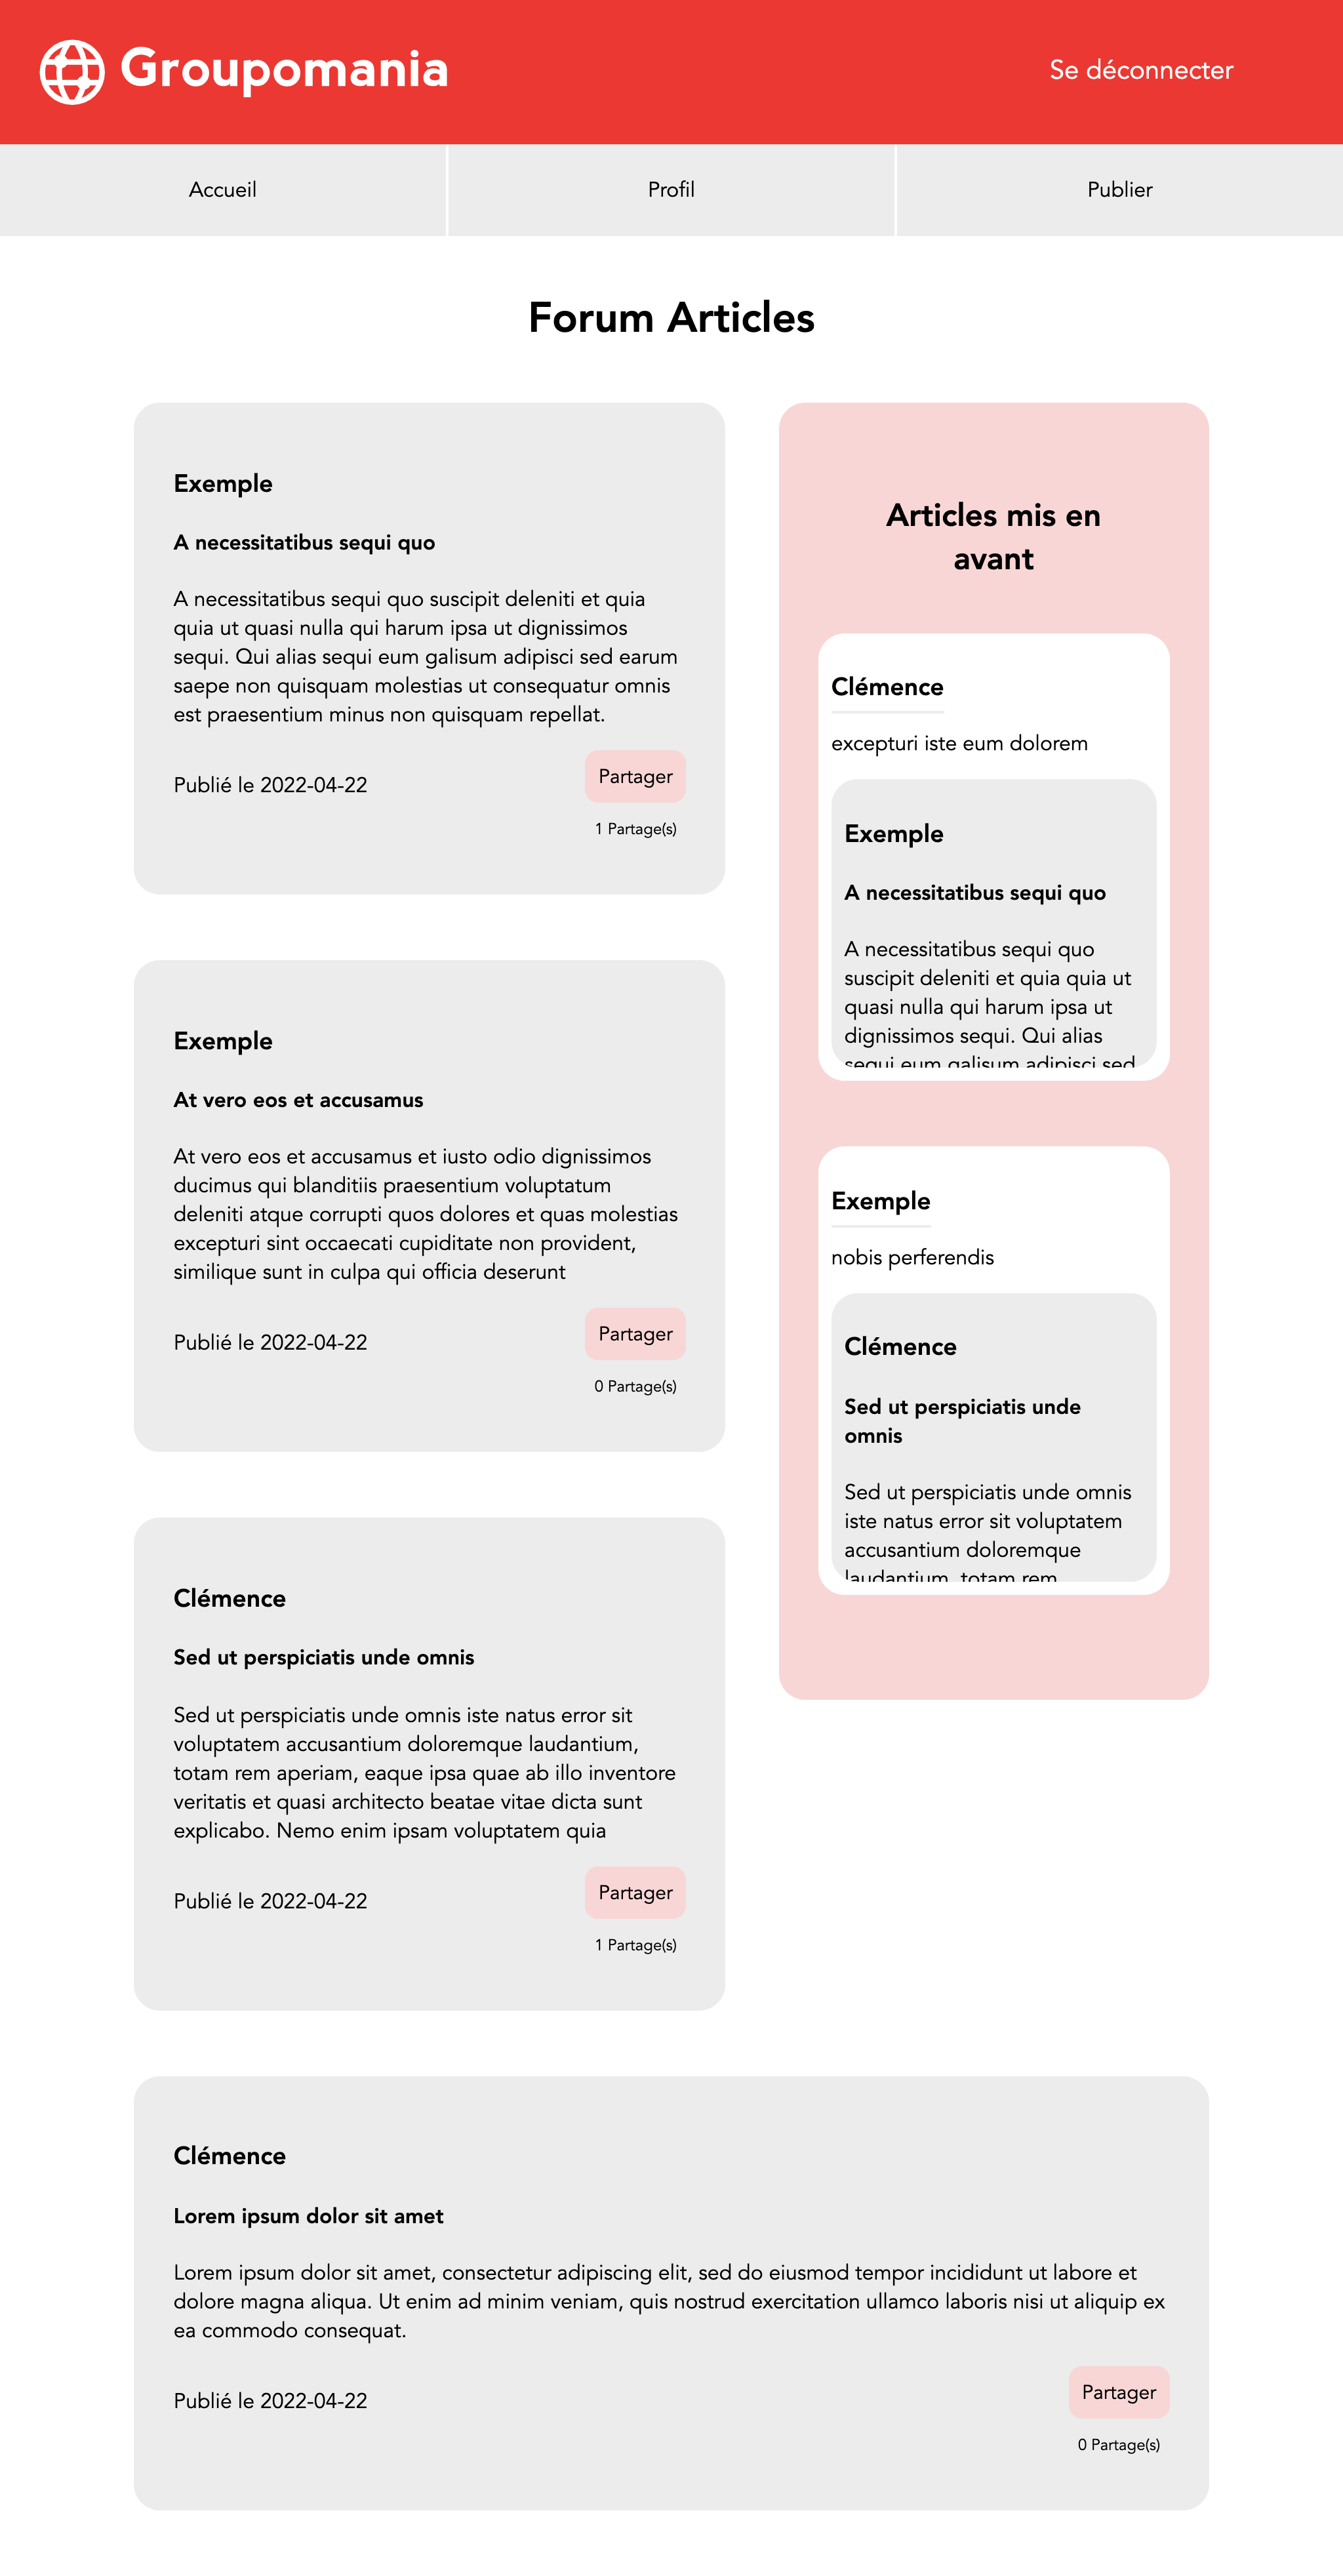 Groupomania
Se déconnecter
Accueil
Profil
Publier
Forum Articles
Exemple
A necessitatibus sequi quo
A necessitatibus sequi quo suscipit deleniti et quia
quia ut quasi nulla qui harum ipsa ut dignissimos
sequi. Qui alias sequi eum galisum adipisci sed earum
saepe non quisquam molestias ut consequatur omnis
est praesentium minus non quisquam repellat.
Publié le 2022-04-22
Partager
1 Partage(s)
Exemple
At vero eos et accusamus
At vero eos et accusamus et iusto odio dignissimos
ducimus qui blanditiis praesentium voluptatum
deleniti atque corrupti quos dolores et quas molestias
excepturi sint occaecati cupiditate non provident,
similique sunt in culpa qui officia deserunt
Publié le 2022-04-22
Partager
0 Partage(s)
Clémence
Sed ut perspiciatis unde omnis
Sed ut perspiciatis unde omnis iste natus error sit
voluptatem accusantium doloremque laudantium,
totam rem aperiam, eaque ipsa quae ab illo inventore
veritatis et quasi architecto beatae vitae dicta sunt
explicabo. Nemo enim ipsam voluptatem quia
Publié le 2022-04-22
Partager
1 Partage(s)
Articles mis en
avant
Clémence
excepturi iste eum dolorem
Exemple
A necessitatibus sequi quo
A necessitatibus sequi quo
suscipit deleniti et quia quia ut
quasi nulla qui harum ipsa ut
dignissimos sequi. Qui alias
sequi eum galisum adipisci sed
Exemple
nobis perferendis
Clémence
Sed ut perspiciatis unde
omnis
Sed ut perspiciatis unde omnis
iste natus error sit voluptatem
accusantium doloremque
laudantium, totam rem
Clémence
Lorem ipsum dolor sit amet
Lorem ipsum dolor sit amet, consectetur adipiscing elit, sed do eiusmod tempor incididunt ut labore et
dolore magna aliqua. Ut enim ad minim veniam, quis nostrud exercitation ullamco laboris nisi ut aliquip ex
ea commodo consequat.
Publié le 2022-04-22
Partager
0 Partage(s)